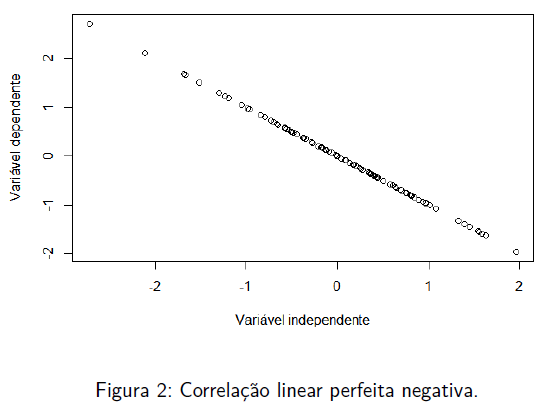 Variável dependente
2
1
0
-1
-2
-2 -1 0 1 2
Variável independente
Figura 2: Correlação linear perfeita negativa.